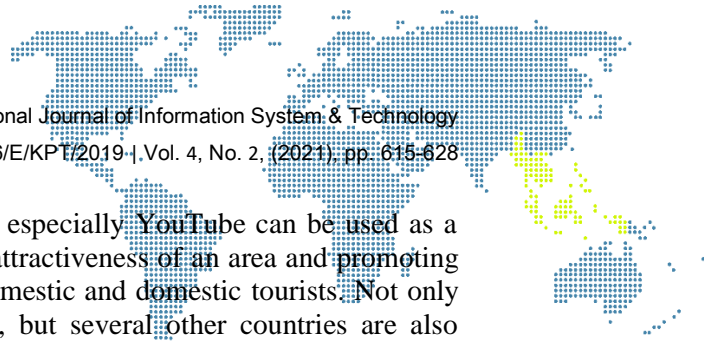 onal Journal of Information System & Technology
6/E/KPT/2019 | Vol. 4, No. 2, (2021), pp. 615-628
especially YouTube can be used as a
attractiveness of an area and promoting
mestic and domestic tourists. Not only
, but several other countries are also